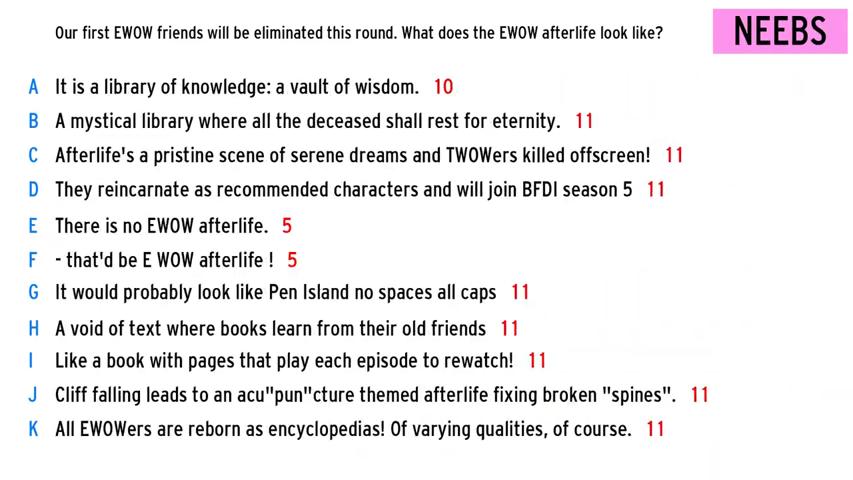 Our first EWOW friends will be eliminated this round. What does the EWOW afterlife look like?
NEEBS
A It is a library of knowledge: a vault of wisdom. 10
B A mystical library where all the deceased shall rest for eternity. 11
C Afterlife's a pristine scene of serene dreams and TWOWers killed offscreen! 11
D They reincarnate as recommended characters and will join BFDI season 5 11
E There is no EWOW afterlife. 5
F - that'd be E WOW afterlife ! 5
G It would probably look like Pen Island no spaces all caps 11
H A void of text where books learn from their old friends 11
I Like a book with pages that play each episode to rewatch! 11
J Cliff falling leads to an acu"pun"cture themed afterlife fixing broken "spines". 11
K All EWOWers are reborn as encyclopedias! Of varying qualities, of course. 11